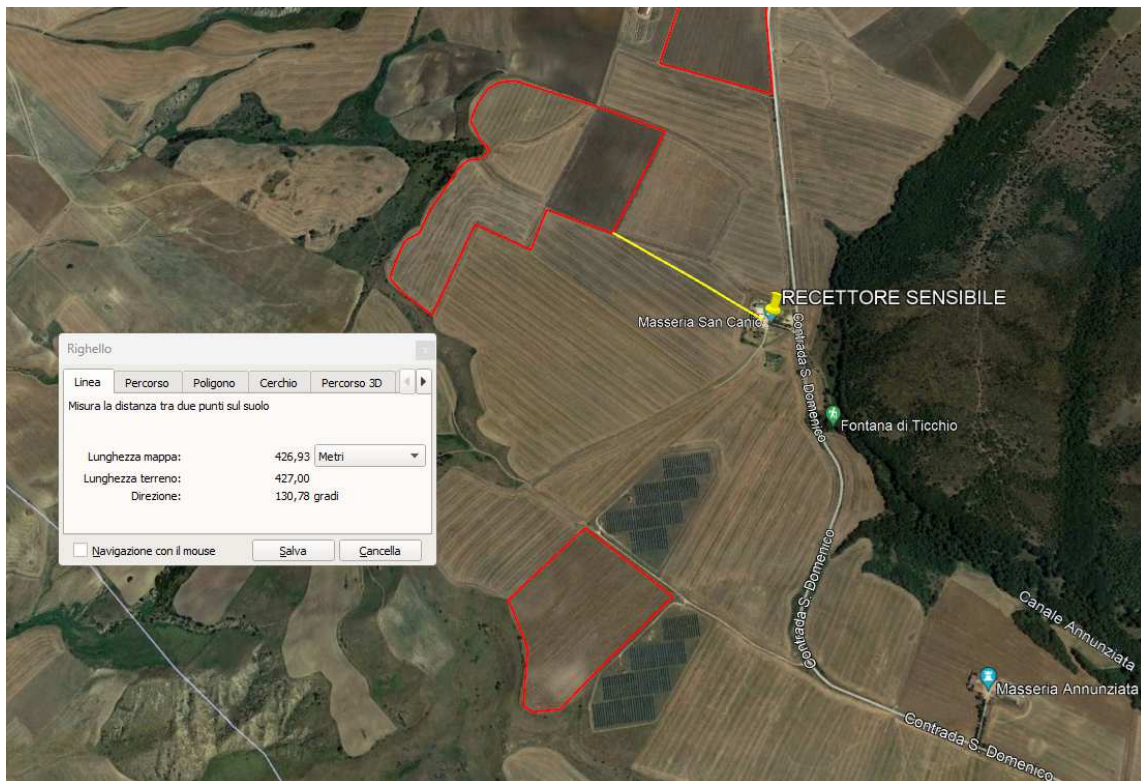 RECETTORE SENSIBILE
Masseria San Canio
Contrada S. Domenico
Fontana di Ticchio
Righello
Linea
Percorso
Poligono
Cerchio
Percorso 3D
Misura la distanza tra due punti sul suolo
Lunghezza mappa: 426,93 Metri
Lunghezza terreno: 427,00
Direzione: 130,78 gradi
Navigazione con il mouse
Salva
Cancella
Contrada S. Domenico
Canale Annunziata
Masseria Annunziata
Contrada S. Domenico